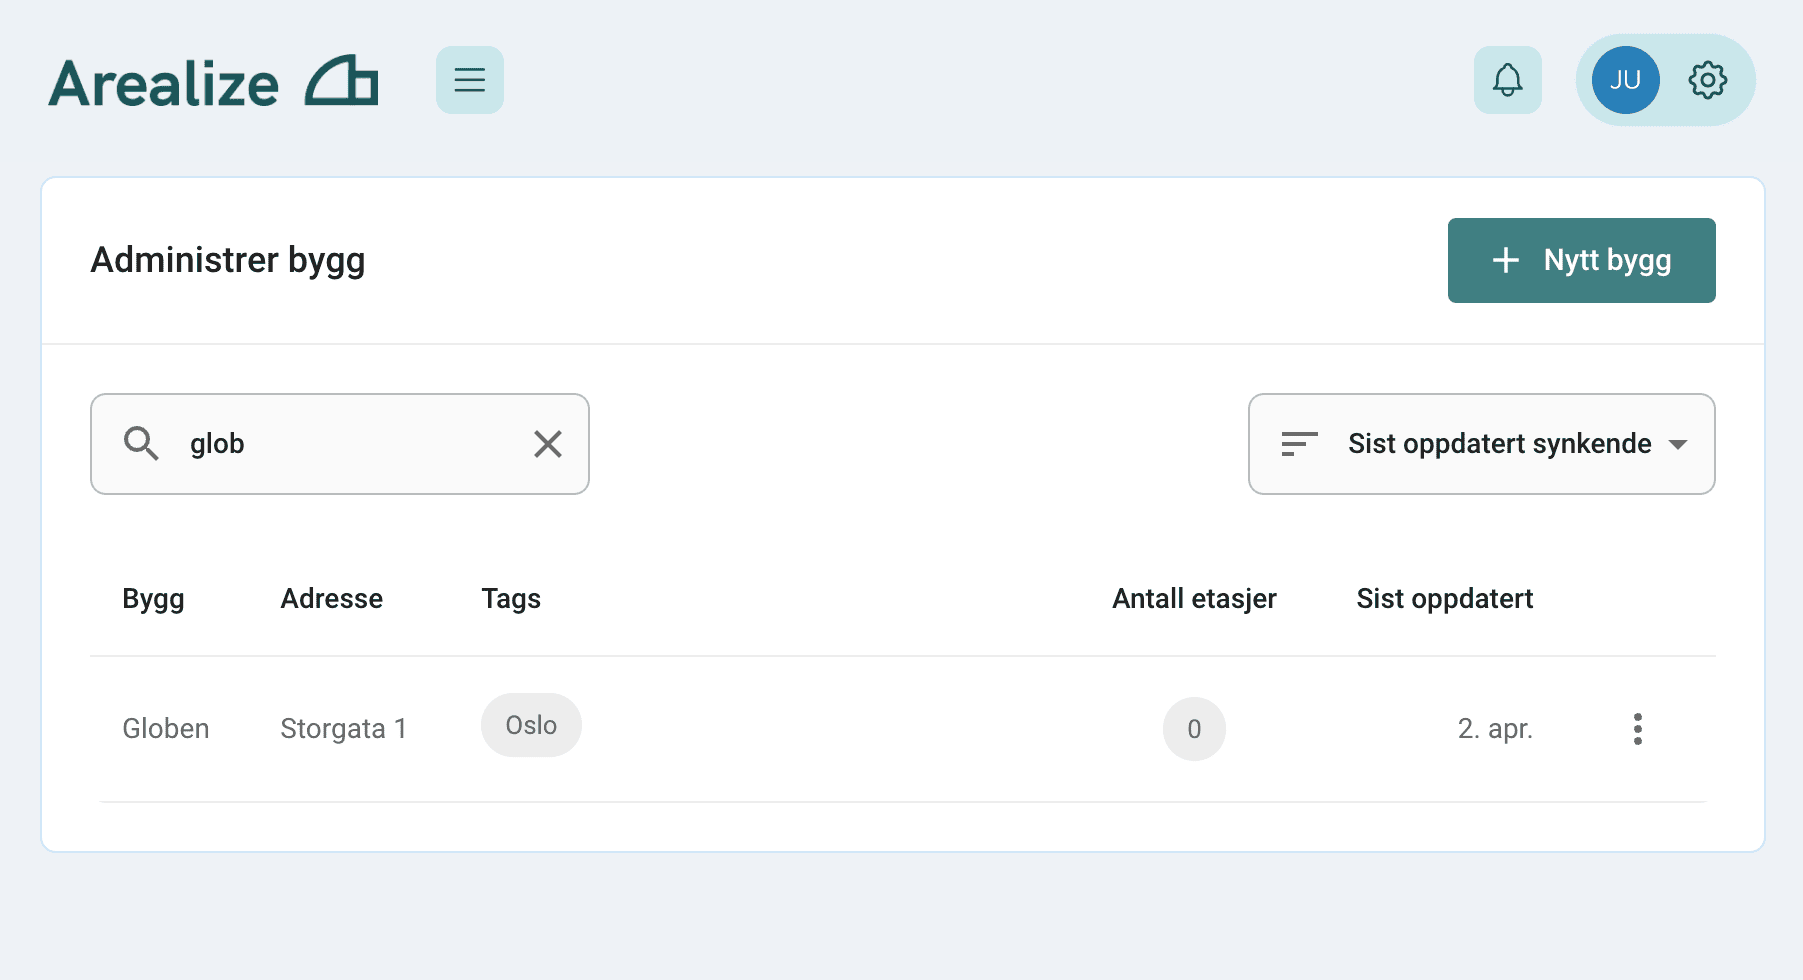 Arealize
JU
Administrer bygg
+ Nytt bygg
glob
Sist oppdatert synkende
Bygg Adresse Tags Antall etasjer Sist oppdatert
Globen Storgata 1 Oslo 0 2. apr.